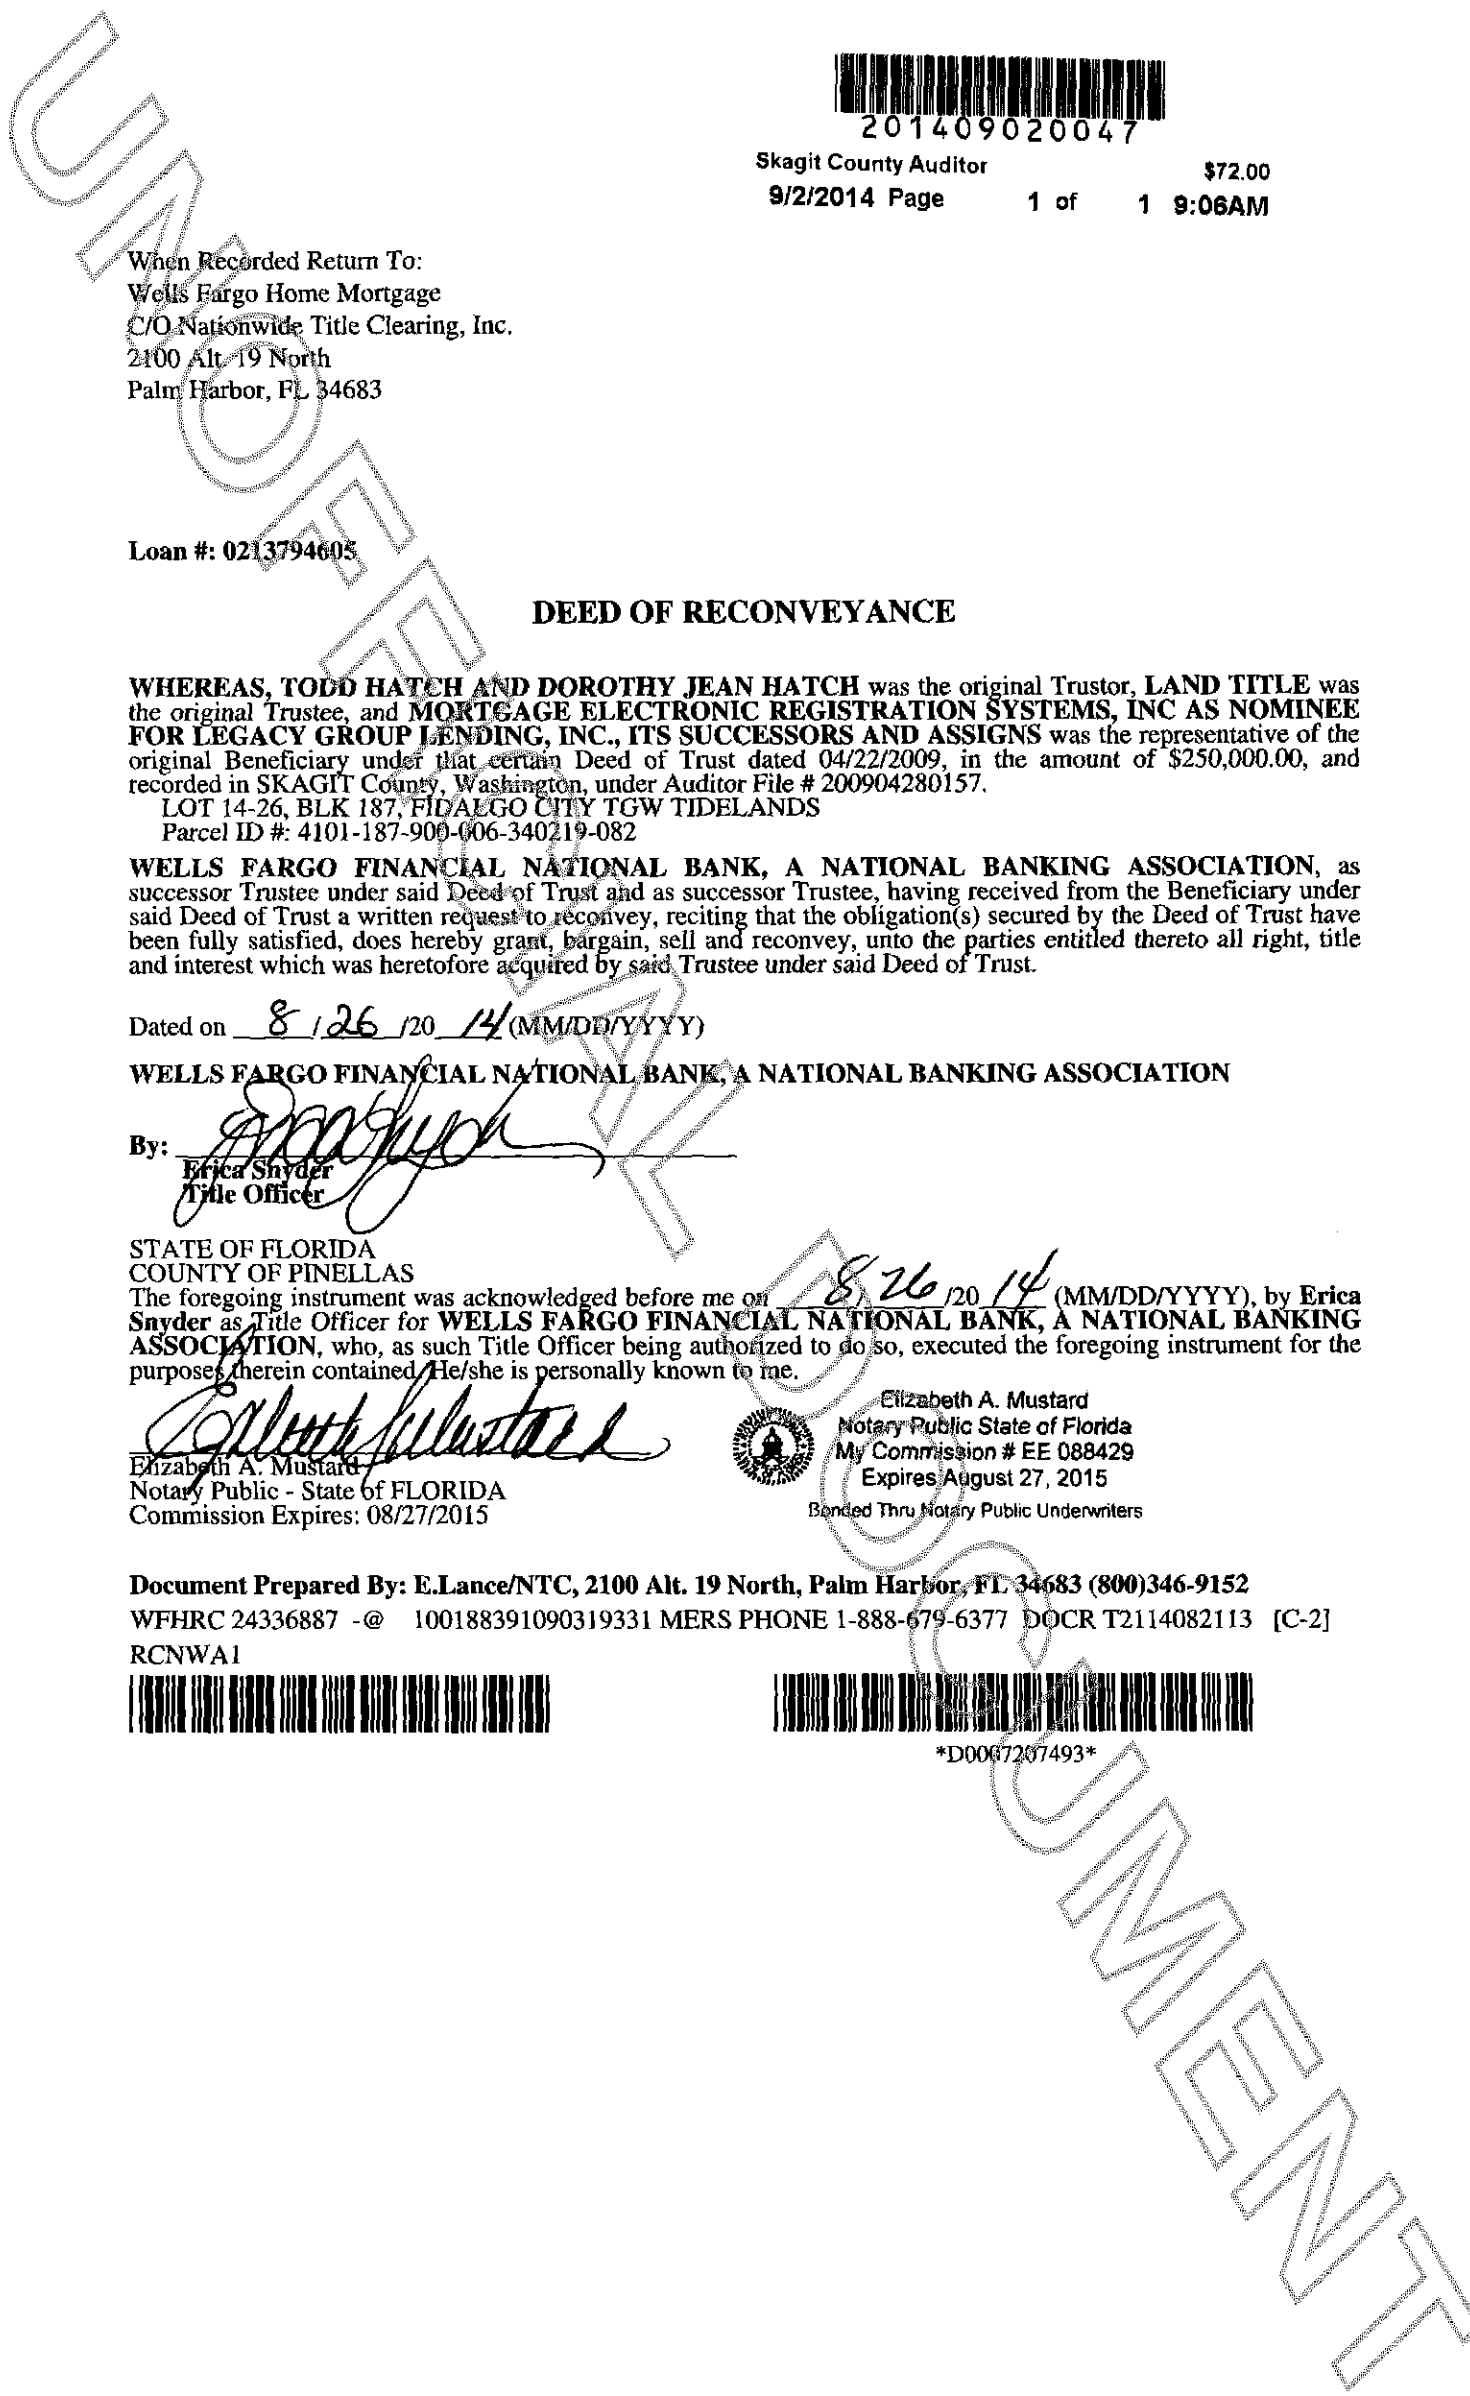 201409020047
Skagit County Auditor $72.00
9/2/2014 Page 1 of 1 9:06AM
When Recorded Return To:
Wells Fargo Home Mortgage
C/O Nationwide Title Clearing, Inc.
2100 Alt. 19 North
Palm Harbor, FL 34683
Loan #: 0213794605
DEED OF RECONVEYANCE
WHEREAS, TODD HATCH AND DOROTHY JEAN HATCH was the original Trustor, LAND TITLE was
the original Trustee, and MORTGAGE ELECTRONIC REGISTRATION SYSTEMS, INC AS NOMINEE
FOR LEGACY GROUP LENDING, INC., ITS SUCCESSORS AND ASSIGNS was the representative of the
original Beneficiary under that certain Deed of Trust dated 04/22/2009, in the amount of $250,000.00, and
recorded in SKAGIT County, Washington, under Auditor File # 200904280157.
LOT 14-26, BLK 187, FIDALGO CITY TGW TIDELANDS
Parcel ID #: 4101-187-900-006-340219-082
WELLS FARGO FINANCIAL NATIONAL BANK, A NATIONAL BANKING ASSOCIATION, as
successor Trustee under said Deed of Trust and as successor Trustee, having received from the Beneficiary under
said Deed of Trust a written request to reconvey, reciting that the obligation(s) secured by the Deed of Trust have
been fully satisfied, does hereby grant, bargain, sell and reconvey, unto the parties entitled thereto all right, title
and interest which was heretofore acquired by said Trustee under said Deed of Trust.
Dated on 8 / 26 /20 14 (MM/DD/YYYY)
WELLS FARGO FINANCIAL NATIONAL BANK, A NATIONAL BANKING ASSOCIATION
By:
Erica Snyder
Title Officer
STATE OF FLORIDA
COUNTY OF PINELLAS
The foregoing instrument was acknowledged before me on 8 / 26 /20 14 (MM/DD/YYYY), by Erica
Snyder as Title Officer for WELLS FARGO FINANCIAL NATIONAL BANK, A NATIONAL BANKING
ASSOCIATION, who, as such Title Officer being authorized to do so, executed the foregoing instrument for the
purposes therein contained. He/she is personally known to me.
Elizabeth A. Mustard
Elizabeth A. Mustard
Notary Public - State of FLORIDA
Commission Expires: 08/27/2015
Elizabeth A. Mustard
Notary Public State of Florida
My Commission # EE 088429
Expires August 27, 2015
Bonded Thru Notary Public Underwriters
Document Prepared By: E.Lance/NTC, 2100 Alt. 19 North, Palm Harbor, FL 34683 (800)346-9152
WFHRC 24336887 -@ 100188391090319331 MERS PHONE 1-888-679-6377 DOCR T2114082113 [C-2]
RCNWA1
*D0007207493*
UNOFFICIAL DOCUMENT